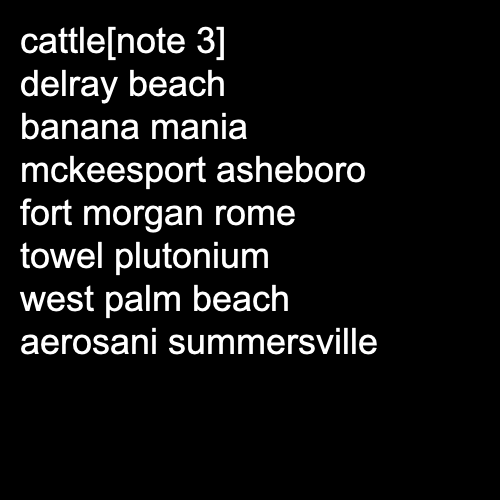 cattle[note 3]
delray beach
banana mania
mckeesport asheboro
fort morgan rome
towel plutonium
west palm beach
aerosani summersville